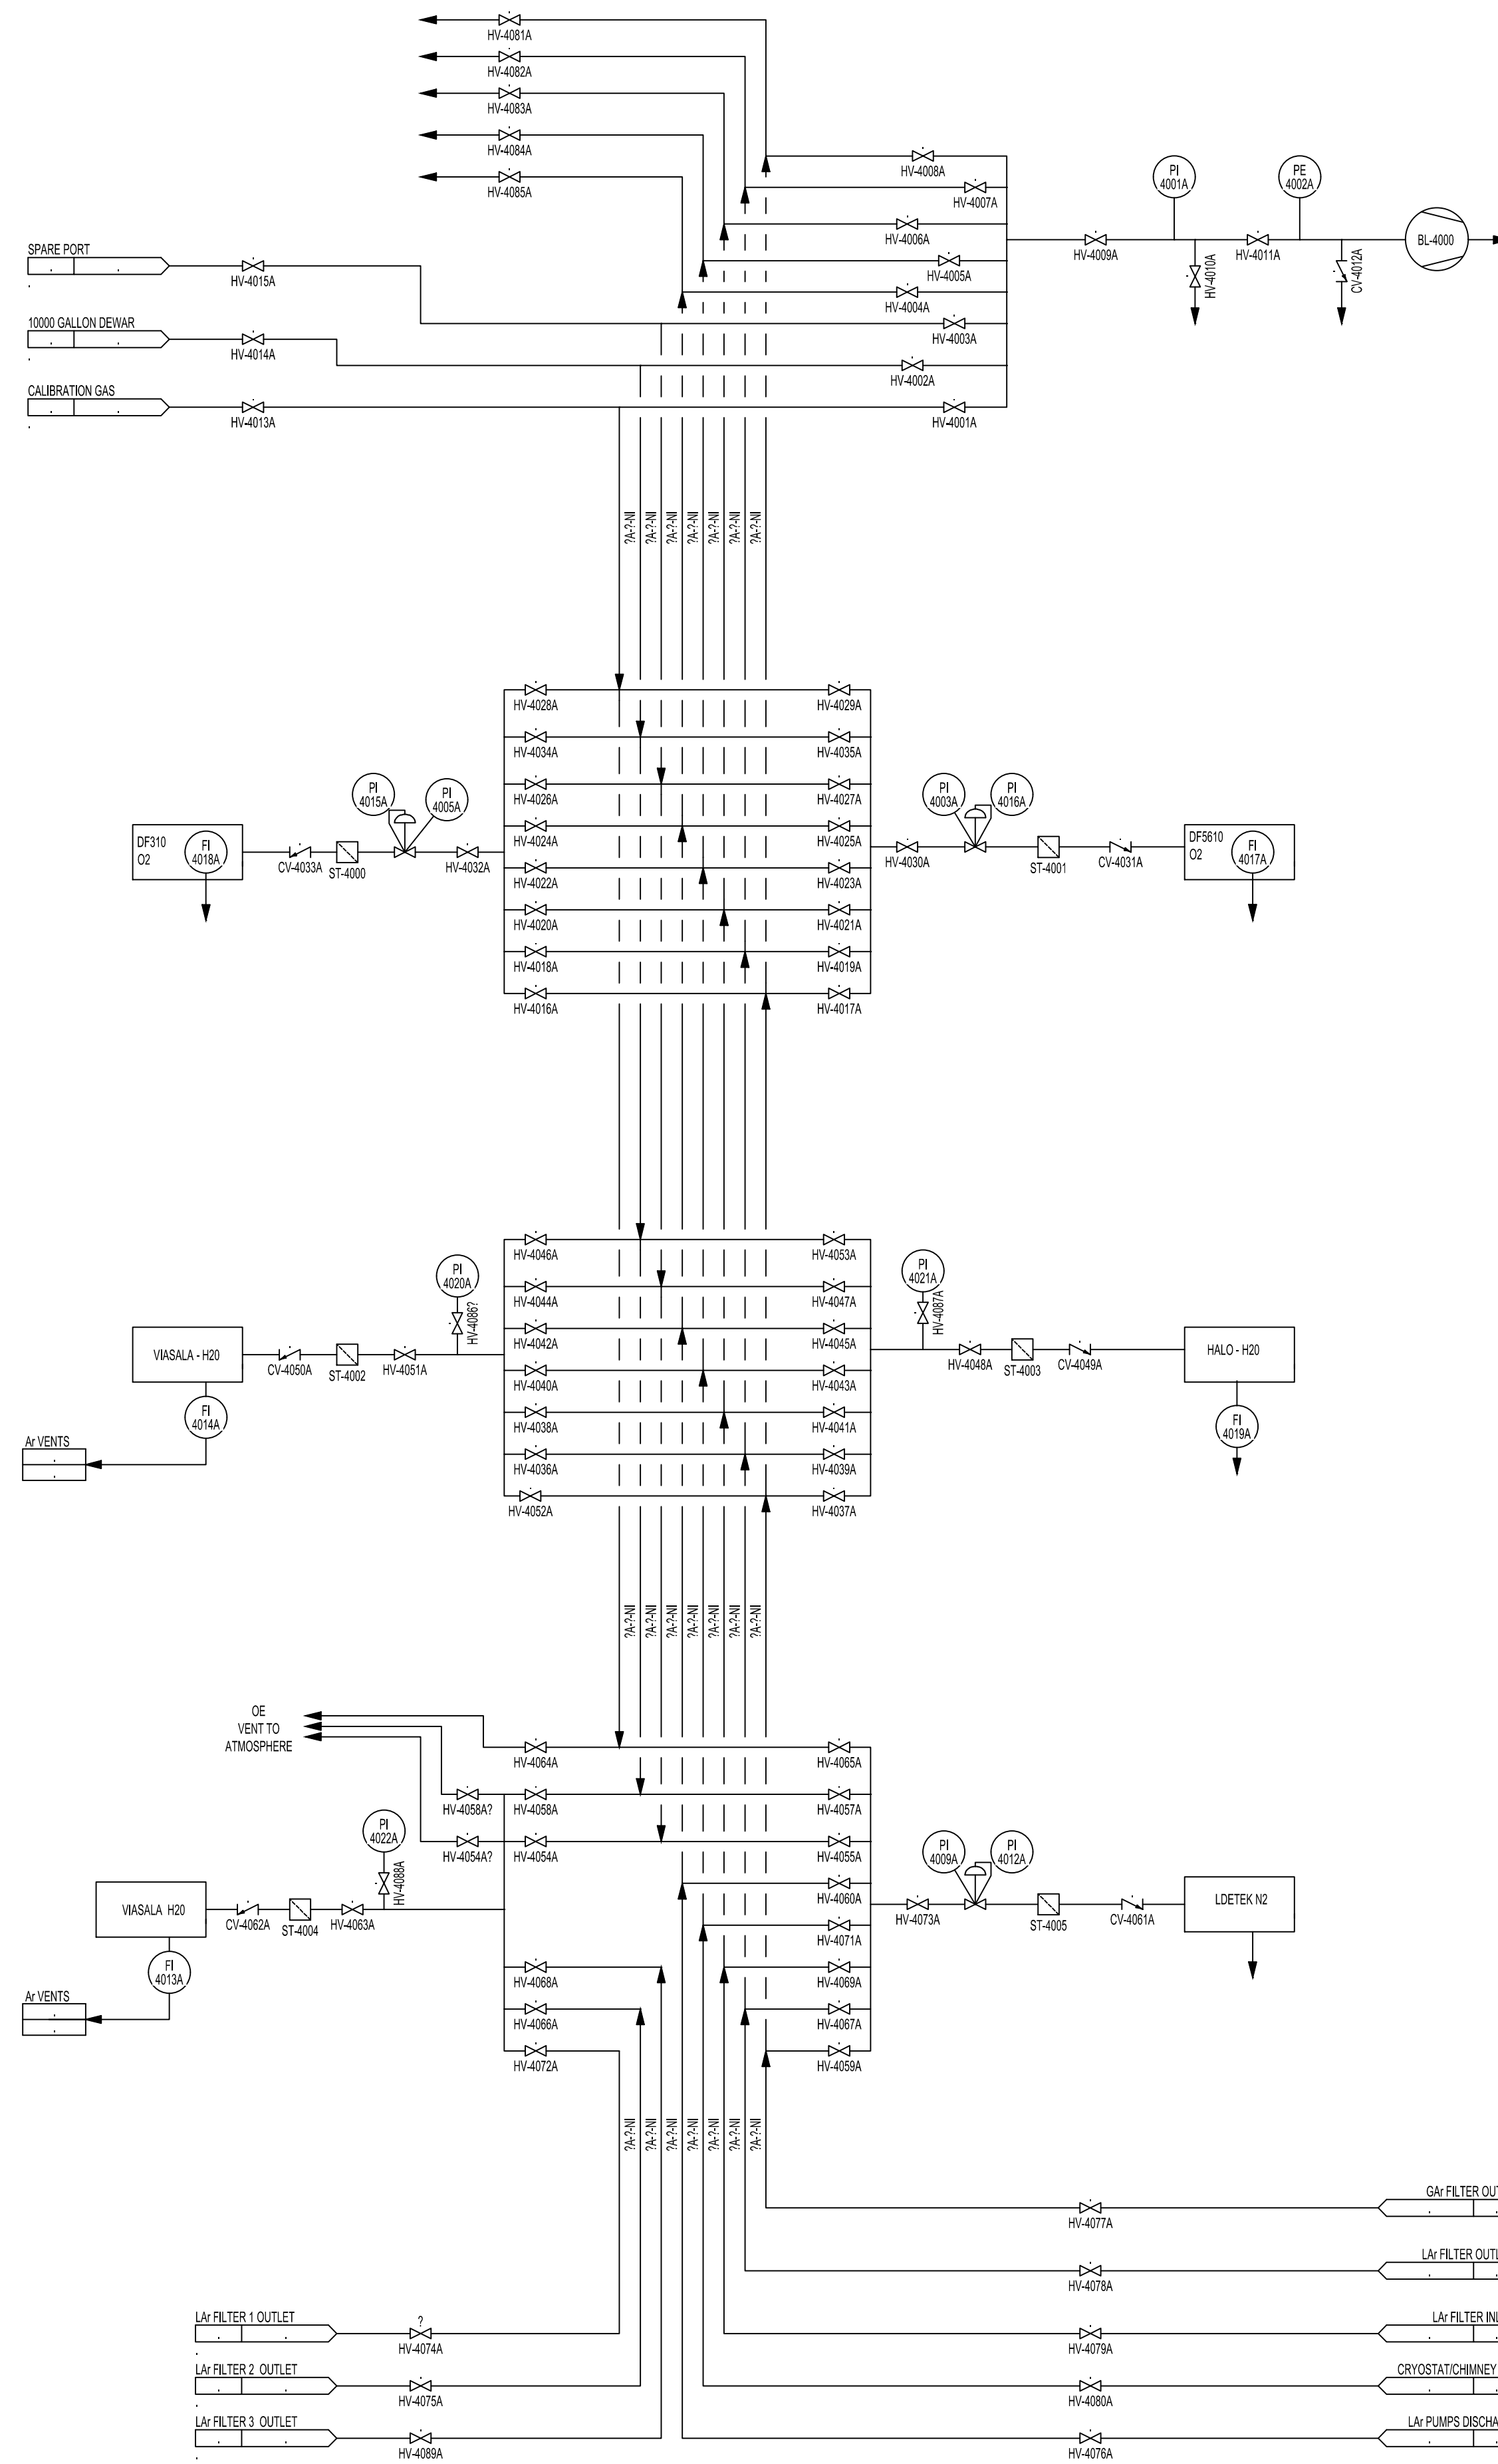 HV-4081A
HV-4082A
HV-4083A
HV-4084A
HV-4085A
HV-4008A
HV-4007A
HV-4006A
HV-4005A
HV-4004A
HV-4003A
HV-4002A
HV-4001A
PI
4001A
PE
4002A
HV-4009A
HV-4010A
HV-4011A
CV-4012A
BL-4000
SPARE PORT
HV-4015A
10000 GALLON DEWAR
HV-4014A
CALIBRATION GAS
HV-4013A
?A-?-NI
?A-?-NI
?A-?-NI
?A-?-NI
?A-?-NI
?A-?-NI
?A-?-NI
HV-4028A
HV-4029A
HV-4034A
HV-4035A
HV-4026A
HV-4027A
HV-4024A
HV-4025A
HV-4022A
HV-4023A
HV-4020A
HV-4021A
HV-4018A
HV-4019A
HV-4016A
HV-4017A
DF310
O2
FI
4018A
CV-4033A
ST-4000
PI
4015A
PI
4005A
HV-4032A
HV-4030A
PI
4003A
PI
4016A
ST-4001
CV-4031A
DF5610
O2
FI
4017A
HV-4046A
HV-4053A
HV-4044A
HV-4047A
HV-4042A
HV-4045A
HV-4040A
HV-4043A
HV-4038A
HV-4041A
HV-4036A
HV-4039A
HV-4052A
HV-4037A
VIASALA - H20
CV-4050A
ST-4002
HV-4051A
PI
4020A
HV-4086?
FI
4014A
Ar VENTS
PI
4021A
HV-4087A
HV-4048A
ST-4003
CV-4049A
HALO - H20
FI
4019A
?A-?-NI
?A-?-NI
?A-?-NI
?A-?-NI
?A-?-NI
?A-?-NI
?A-?-NI
OE
VENT TO
ATMOSPHERE
HV-4064A
HV-4065A
HV-4058A?
HV-4058A
HV-4057A
HV-4054A?
HV-4054A
HV-4055A
HV-4060A
HV-4071A
HV-4068A
HV-4069A
HV-4066A
HV-4067A
HV-4072A
HV-4059A
PI
4022A
HV-4088A
VIASALA H20
CV-4062A
ST-4004
HV-4063A
FI
4013A
Ar VENTS
PI
4009A
PI
4012A
HV-4073A
ST-4005
CV-4061A
LDETEK N2
?A-?-NI
?A-?-NI
?A-?-NI
?A-?-NI
?A-?-NI
?A-?-NI
?A-?-NI
GAr FILTER OUT
HV-4077A
LAr FILTER OUTL
HV-4078A
LAr FILTER INL
HV-4079A
CRYOSTAT/CHIMNEY
HV-4080A
LAr PUMPS DISCHA
HV-4076A
LAr FILTER 1 OUTLET
?
HV-4074A
LAr FILTER 2 OUTLET
HV-4075A
LAr FILTER 3 OUTLET
HV-4089A